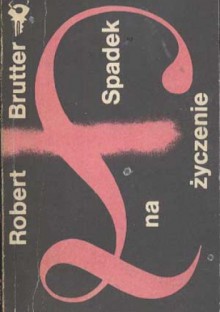 Robert Brutter
Spadek
na
życzenie